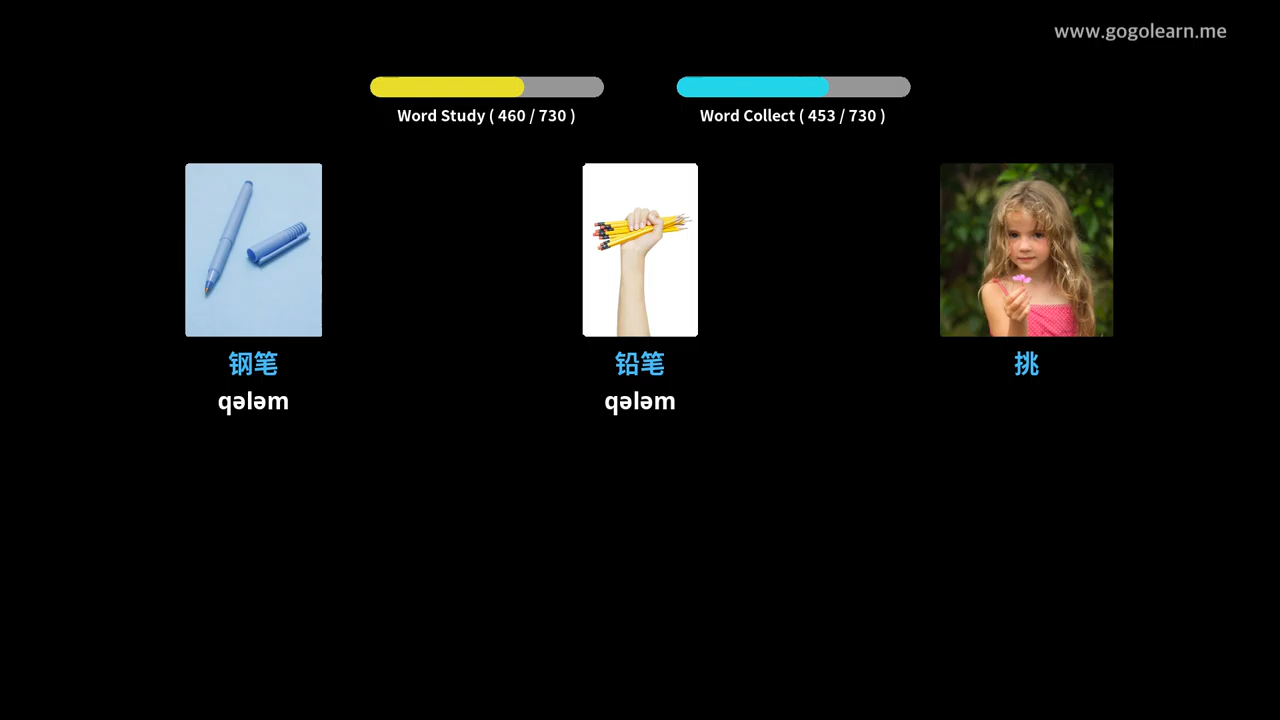 www.gogolearn.me
Word Study ( 460 / 730 )
Word Collect ( 453 / 730 )
钢笔
铅笔
挑
qələm
qələm